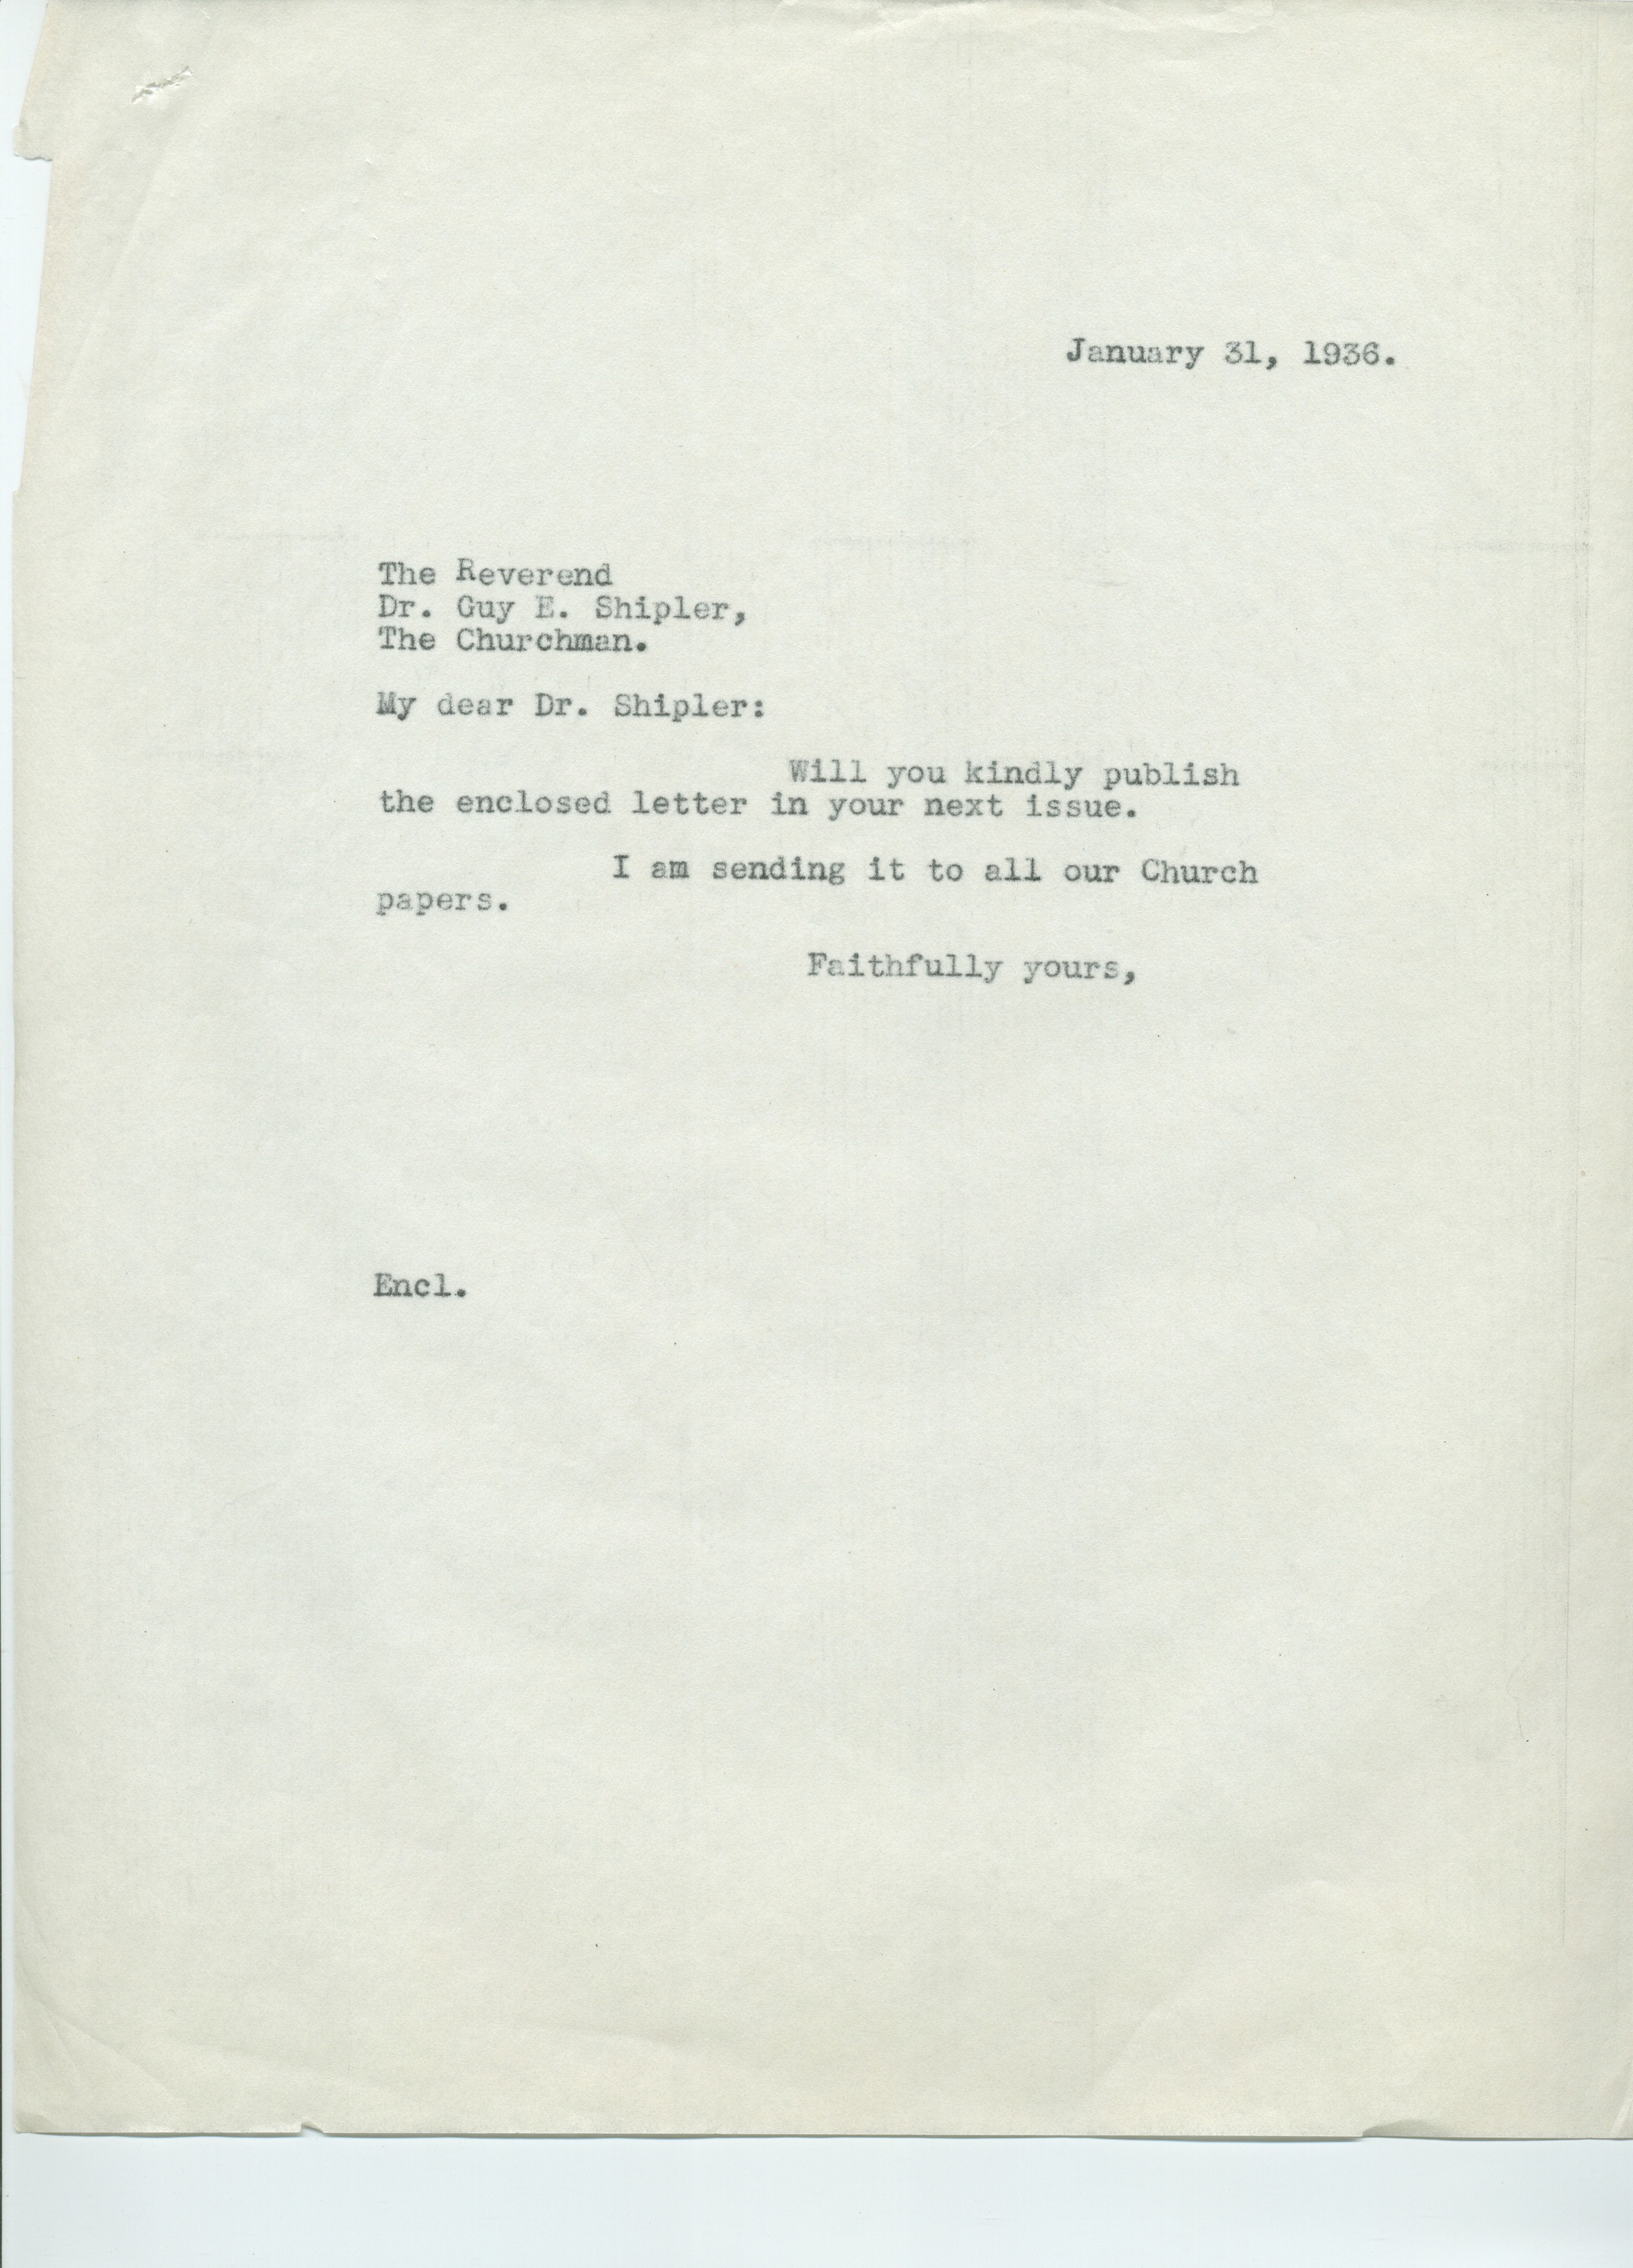 January 31, 1936.
The Reverend
Dr. Guy E. Shipler,
The Churchman.
My dear Dr. Shipler:
Will you kindly publish
the enclosed letter in your next issue.
I am sending it to all our Church
papers.
Faithfully yours,
Encl.